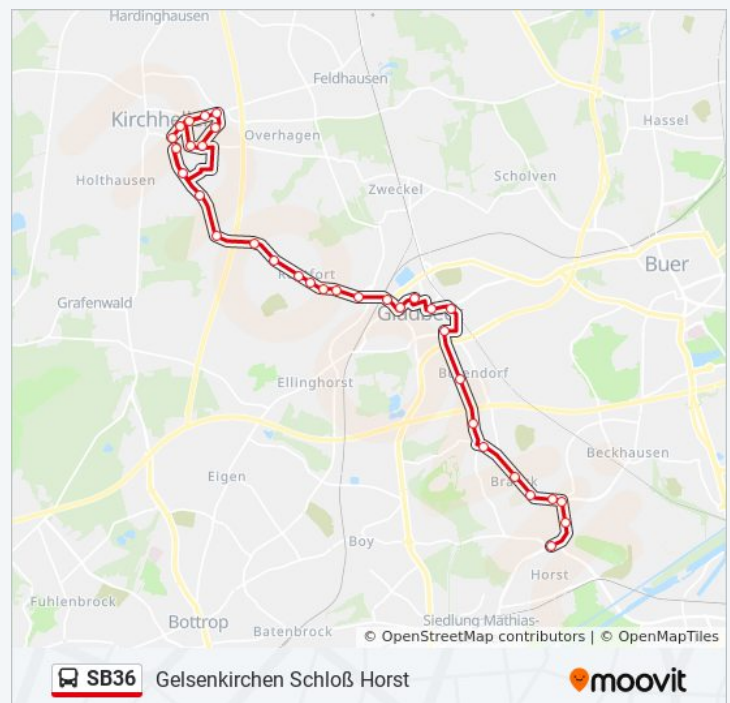 Hardinghausen
Feldhausen
Kirchhell
Overhagen
Hassel
Scholven
Holthausen
Zweckel
Buer
Grafenwald
Gladbec
Ellinghorst
Beckhausen
Eigen
Boy
Horst
Fuhlenbrock
Bottrop
Siedlung Mathias-
Batenbrock
© OpenStreetMap contributors | © OpenMapTiles
SB36 Gelsenkirchen Schloß Horst
moovit